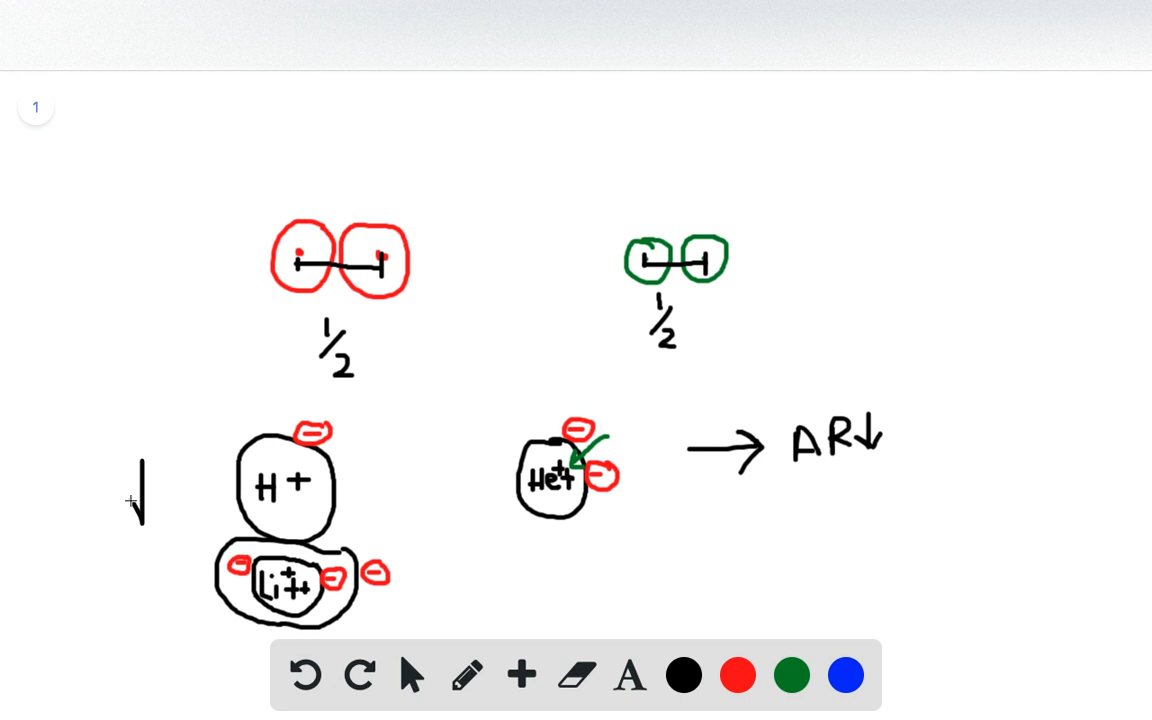 1
1/2
1/2
−
−
H +
He++
−
→ AR↓
↓
−
Li+++
−
−
A